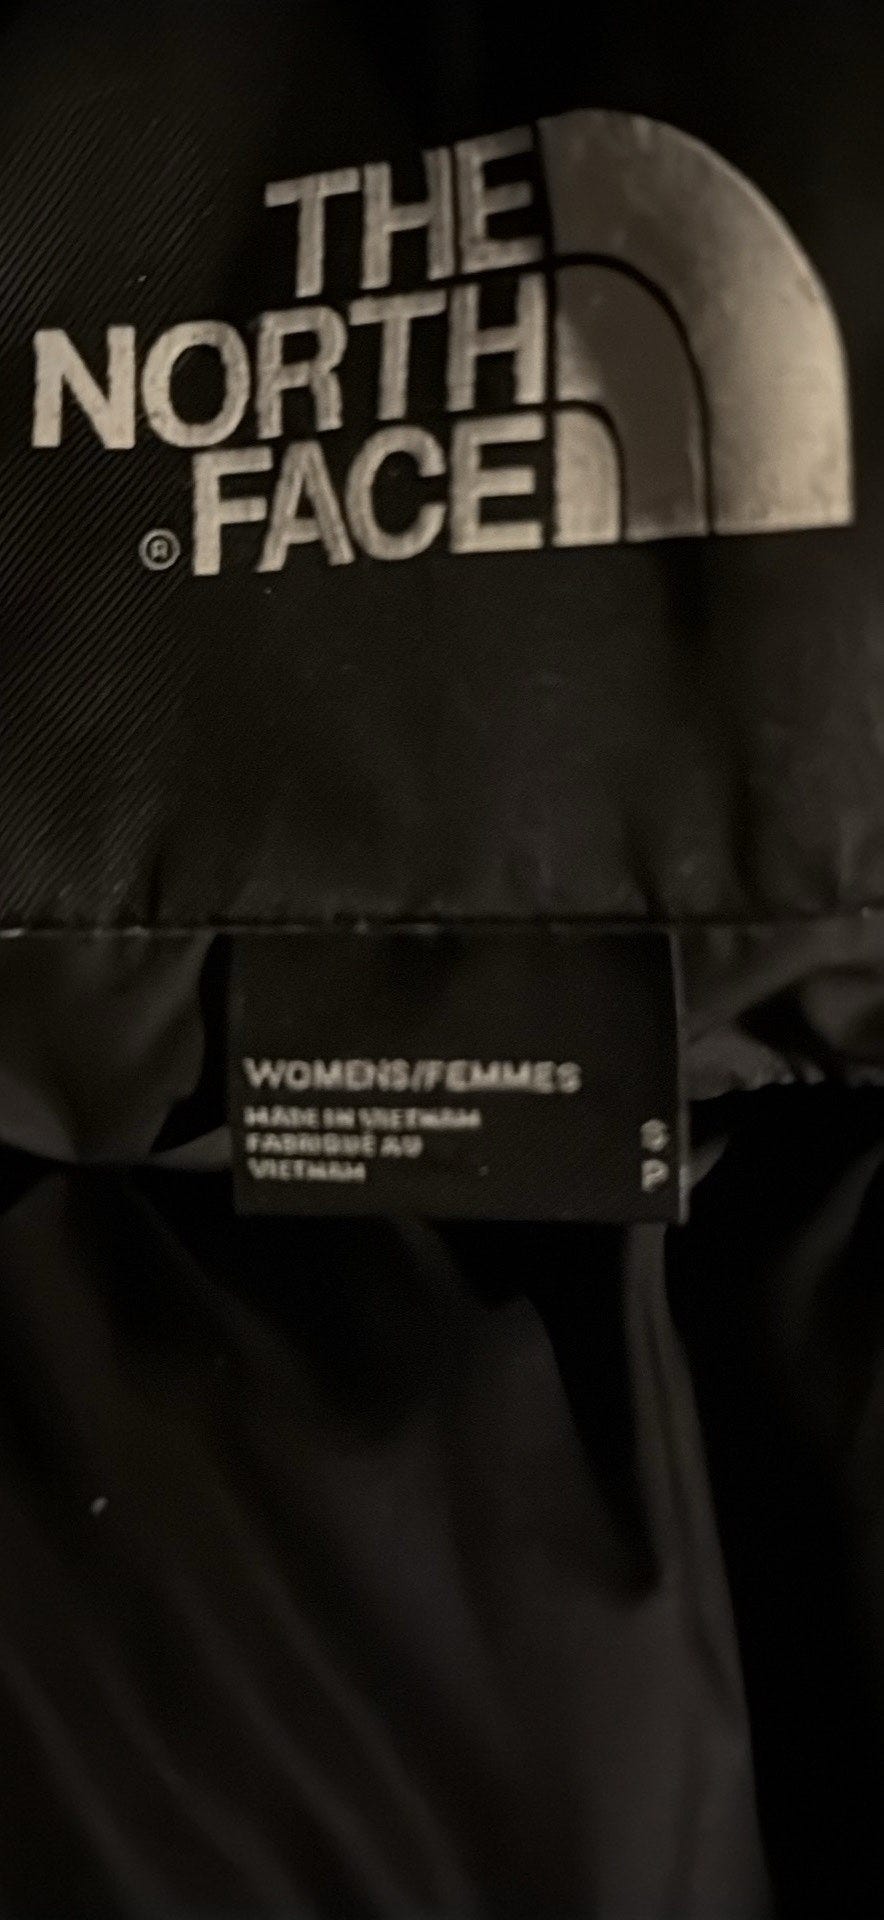 THE
NORTH
FACE
®
WOMENS/FEMMES
MADE IN VIETNAM
FABRIQUÉ AU
VIETNAM
S
P